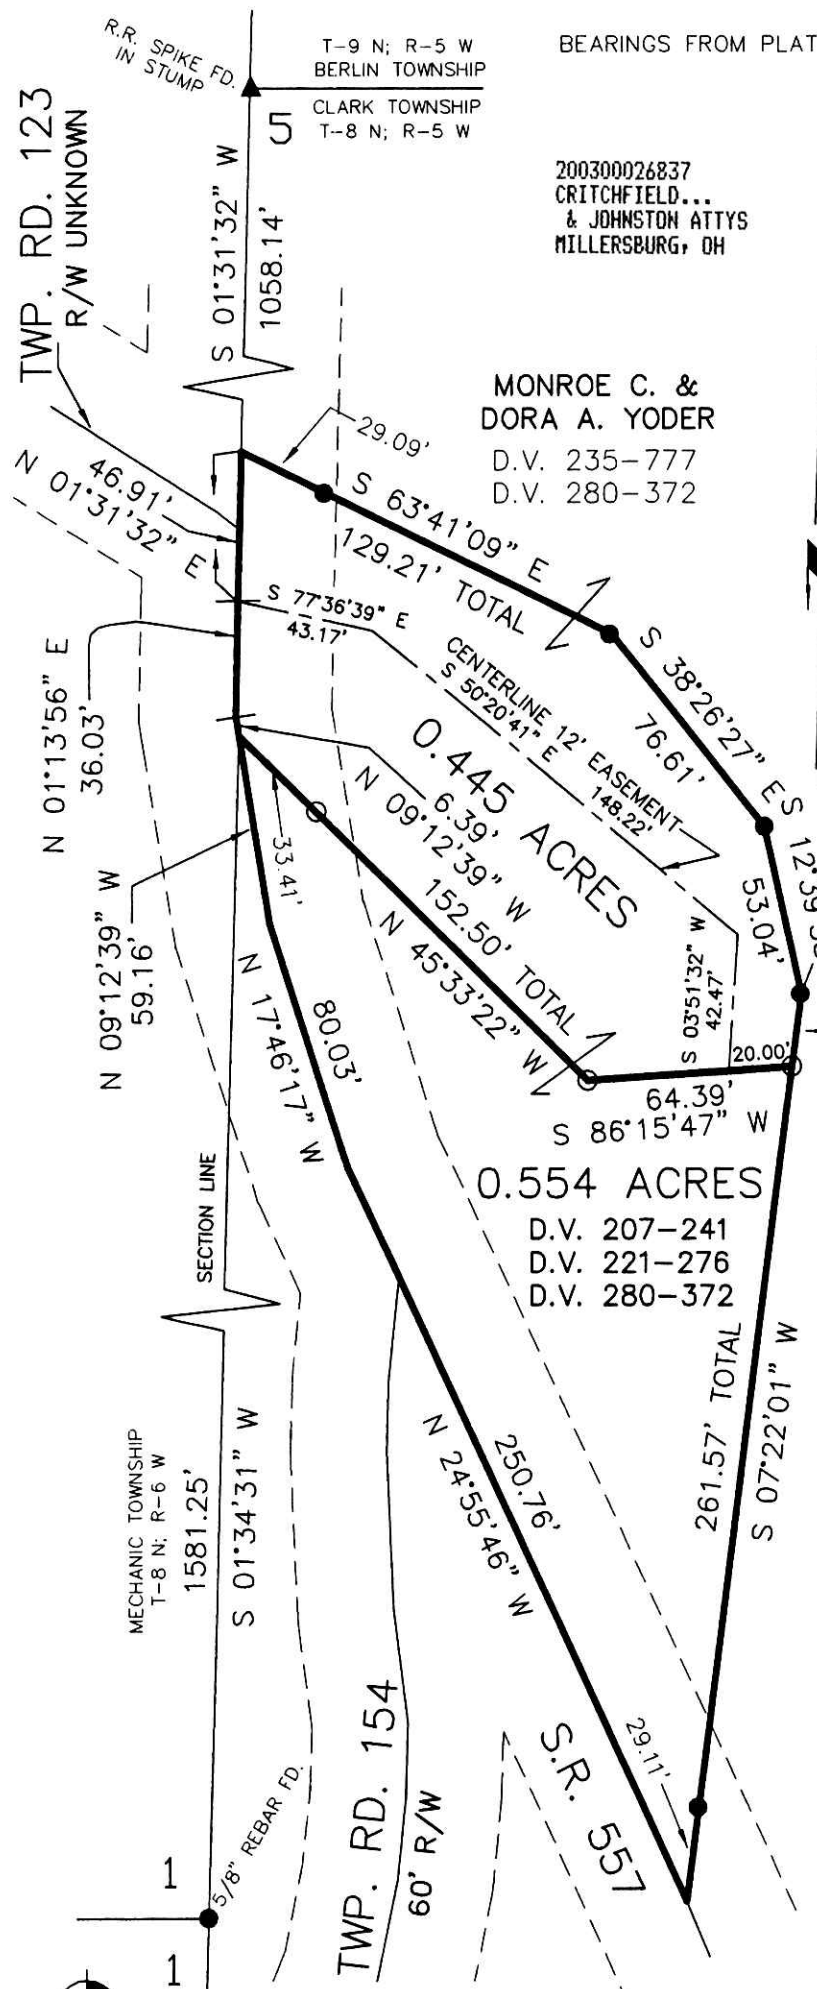 R.R. SPIKE FD.
IN STUMP
T-9 N; R-5 W
BERLIN TOWNSHIP
CLARK TOWNSHIP
T-8 N; R-5 W
BEARINGS FROM PLAT
5
TWP. RD. 123
R/W UNKNOWN
S 01°31'32" W
1058.14'
200300026837
CRITCHFIELD...
& JOHNSTON ATTYS
MILLERSBURG, OH
MONROE C. &
DORA A. YODER
D.V. 235-777
D.V. 280-372
29.09'
S 63°41'09" E
129.21' TOTAL
46.91'
N 01°31'32" E
S 77°36'39" E
43.17'
N 01°13'56" E
36.03'
CENTERLINE 12' EASEMENT
S 50°20'41" E
148.22'
S 38°26'27" E
76.61'
0.445 ACRES
6.39'
N 09°12'39" W
33.41'
152.50' TOTAL
N 45°33'22" W
N 09°12'39" W
59.16'
S
53.04'
S 03°51'32" W
42.47'
20.00'
64.39'
S 86°15'47" W
80.03'
N 17°46'17" W
0.554 ACRES
D.V. 207-241
D.V. 221-276
D.V. 280-372
SECTION LINE
261.57' TOTAL
S 07°22'01" W
MECHANIC TOWNSHIP
T-8 N; R-6 W
1581.25'
S 01°34'31" W
250.76'
N 24°55'46" W
29.11'
S.R. 557
TWP. RD. 154
60' R/W
5/8" REBAR FD.
1
1